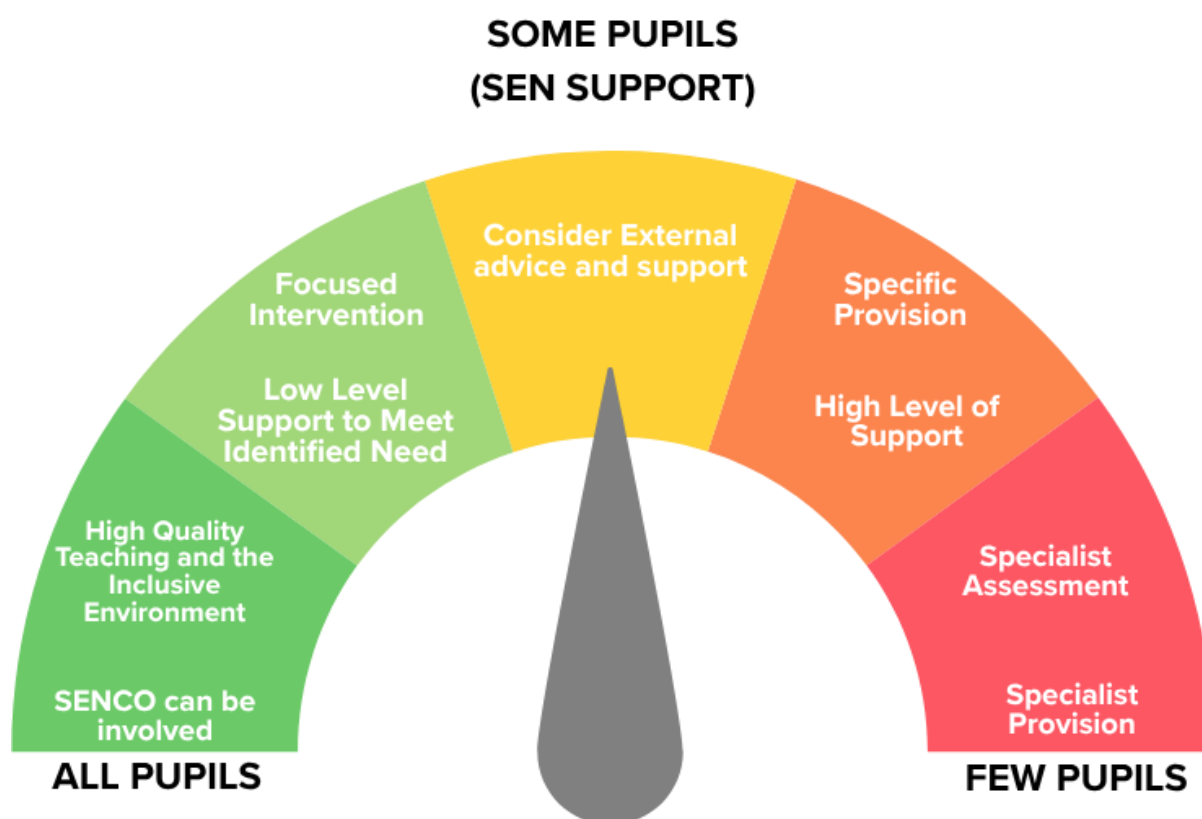 SOME PUPILS
(SEN SUPPORT)
Consider External
advice and support
Focused
Intervention
Low Level
Support to Meet
Identified Need
Specific
Provision
High Level of
Support
High Quality
Teaching and the
Inclusive
Environment
SENCO can be
involved
Specialist
Assessment
Specialist
Provision
ALL PUPILS
FEW PUPILS